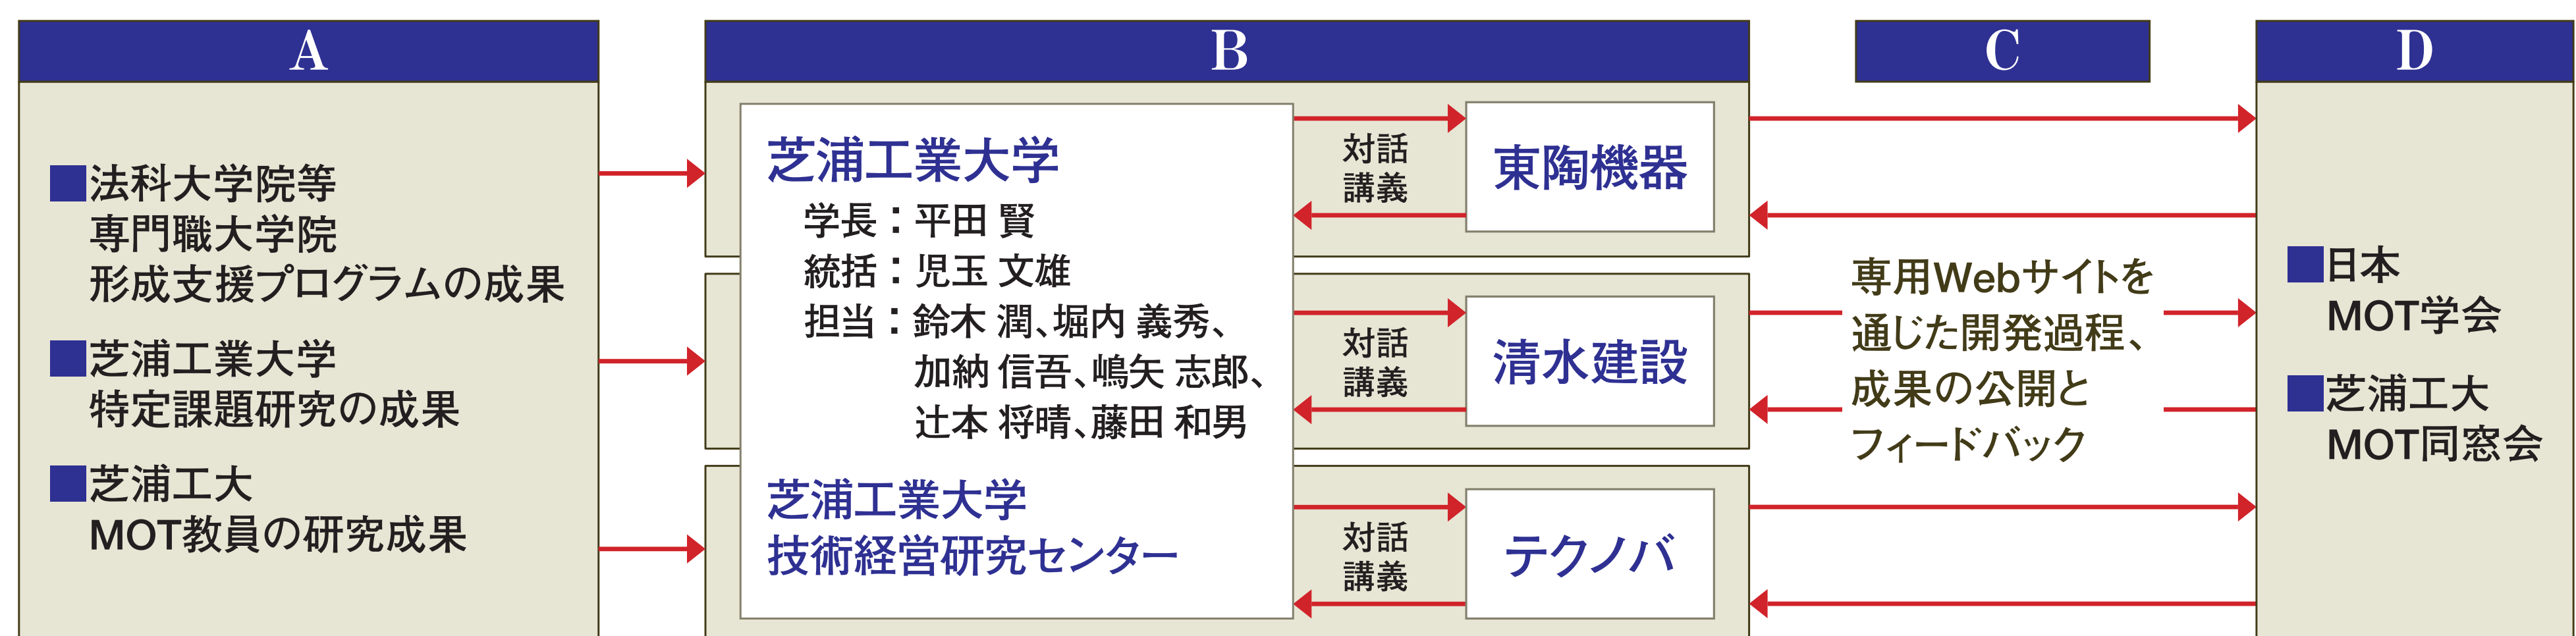 A
■法科大学院等
専門職大学院
形成支援プログラムの成果
■芝浦工業大学
特定課題研究の成果
■芝浦工大
MOT教員の研究成果
B
芝浦工業大学
学長：平田 賢
統括：児玉 文雄
担当：鈴木 潤、堀内 義秀、
加納 信吾、嶋矢 志郎、
辻本 将晴、藤田 和男
芝浦工業大学
技術経営研究センター
対話
講義
東陶機器
対話
講義
清水建設
対話
講義
テクノバ
C
専用Webサイトを
通じた開発過程、
成果の公開と
フィードバック
D
■日本
MOT学会
■芝浦工大
MOT同窓会